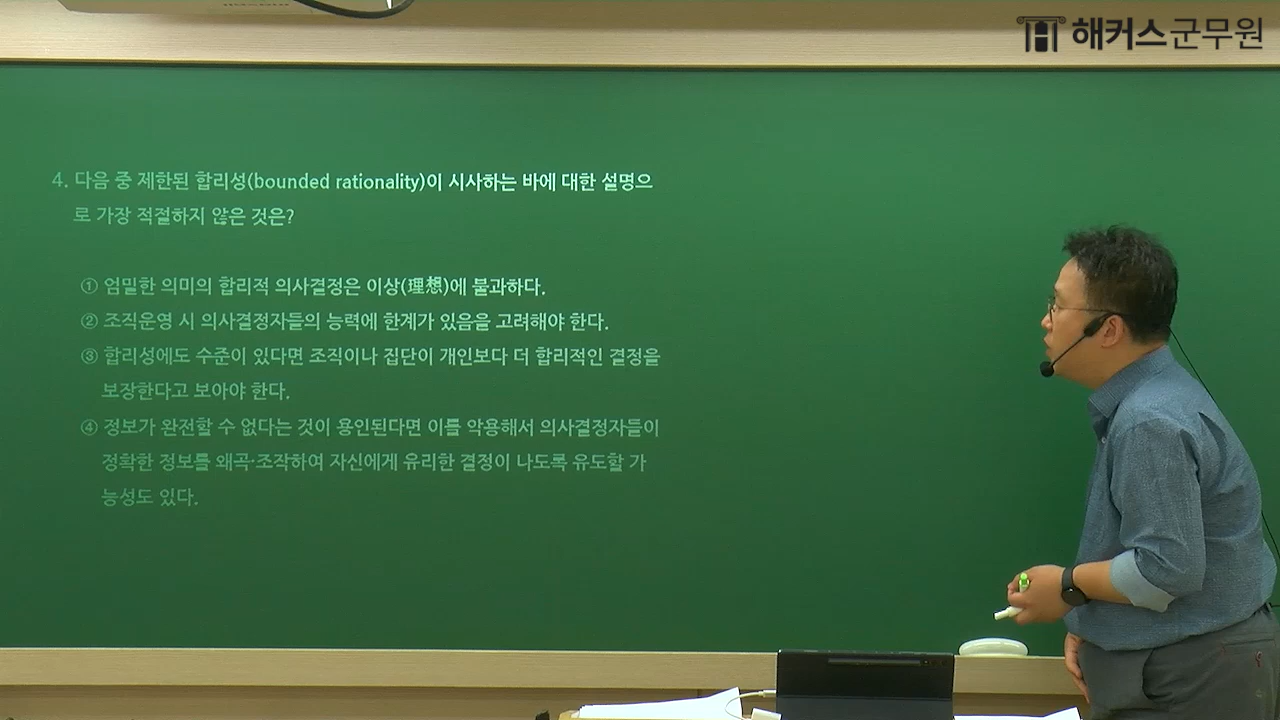 해커스군무원
4. 다음 중 제한된 합리성(bounded rationality)이 시사하는 바에 대한 설명으
로 가장 적절하지 않은 것은?
① 엄밀한 의미의 합리적 의사결정은 이상(理想)에 불과하다.
② 조직운영 시 의사결정자들의 능력에 한계가 있음을 고려해야 한다.
③ 합리성에도 수준이 있다면 조직이나 집단이 개인보다 더 합리적인 결정을
보장한다고 보아야 한다.
④ 정보가 완전할 수 없다는 것이 용인된다면 이를 악용해서 의사결정자들이
정확한 정보를 왜곡·조작하여 자신에게 유리한 결정이 나도록 유도할 가
능성도 있다.